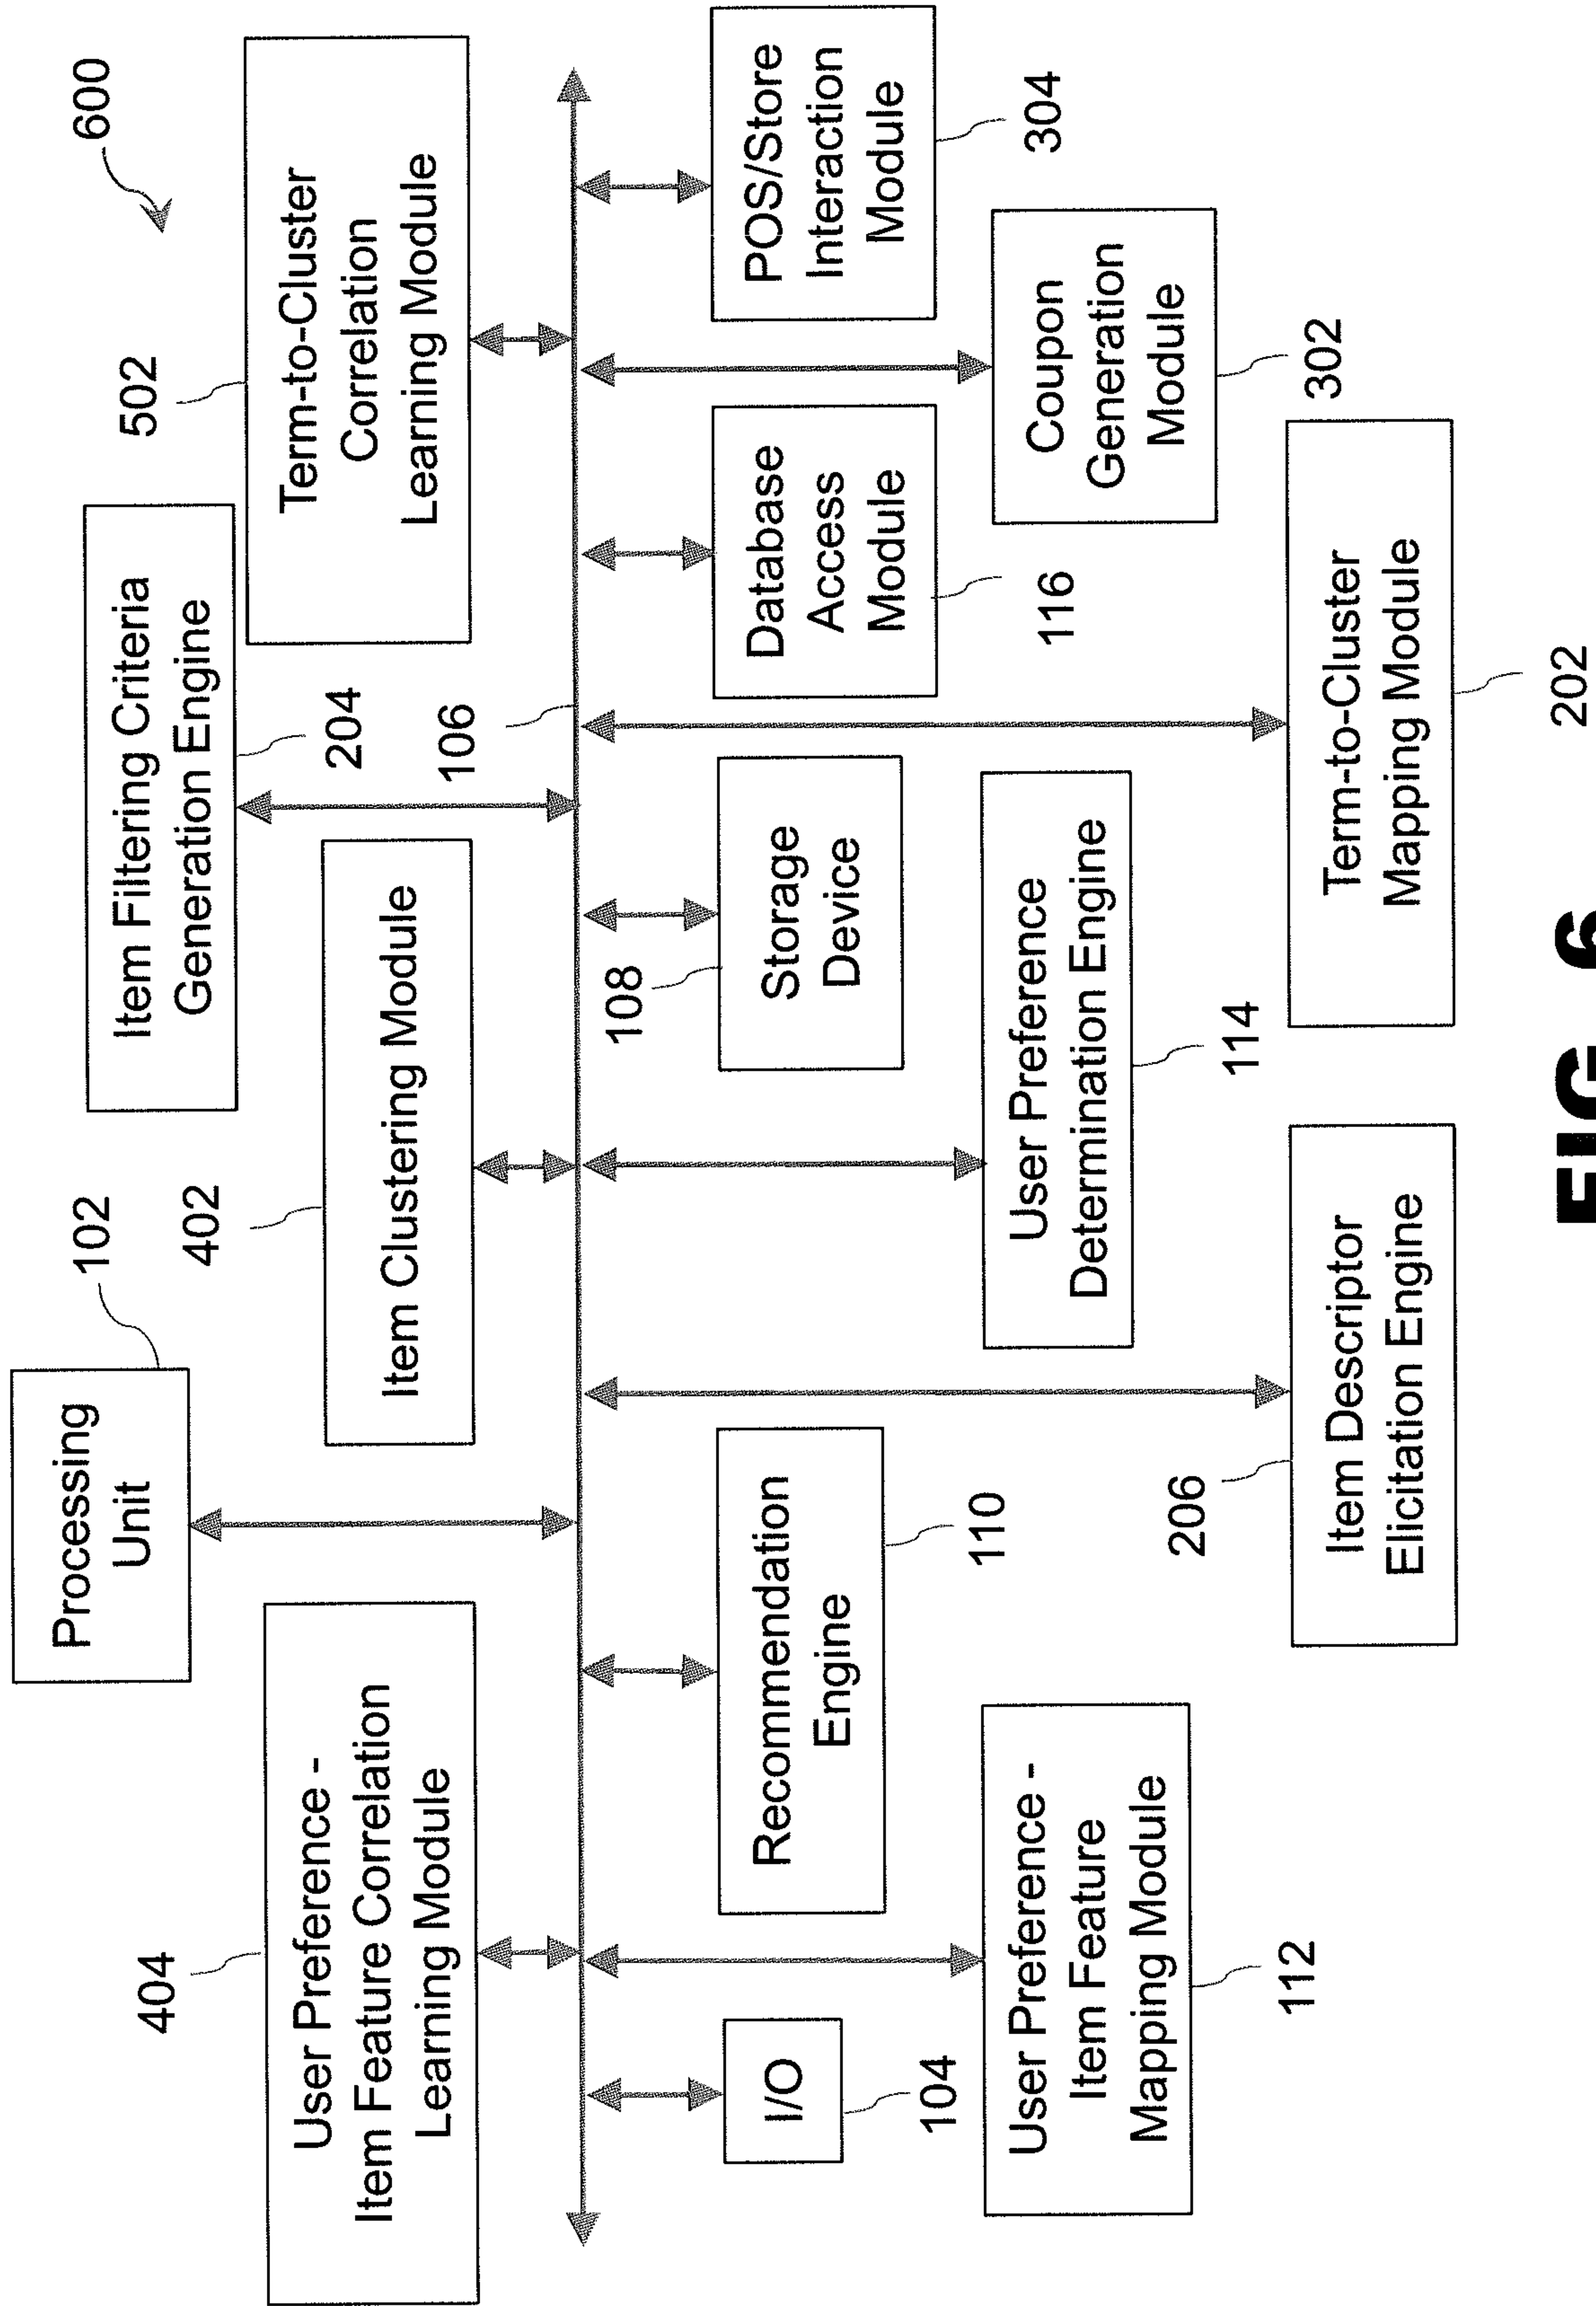 600
Processing
Unit
102
Item Filtering Criteria
Generation Engine
204
User Preference -
Item Feature Correlation
Learning Module
404
Item Clustering Module
402
Term-to-Cluster
Correlation
Learning Module
502
106
I/O
104
Recommendation
Engine
110
Storage
Device
108
Database
Access
Module
116
POS/Store
Interaction
Module
304
User Preference -
Item Feature
Mapping Module
112
User Preference
Determination Engine
114
Coupon
Generation
Module
302
Item Descriptor
Elicitation Engine
206
Term-to-Cluster
Mapping Module
202
FIG. 6